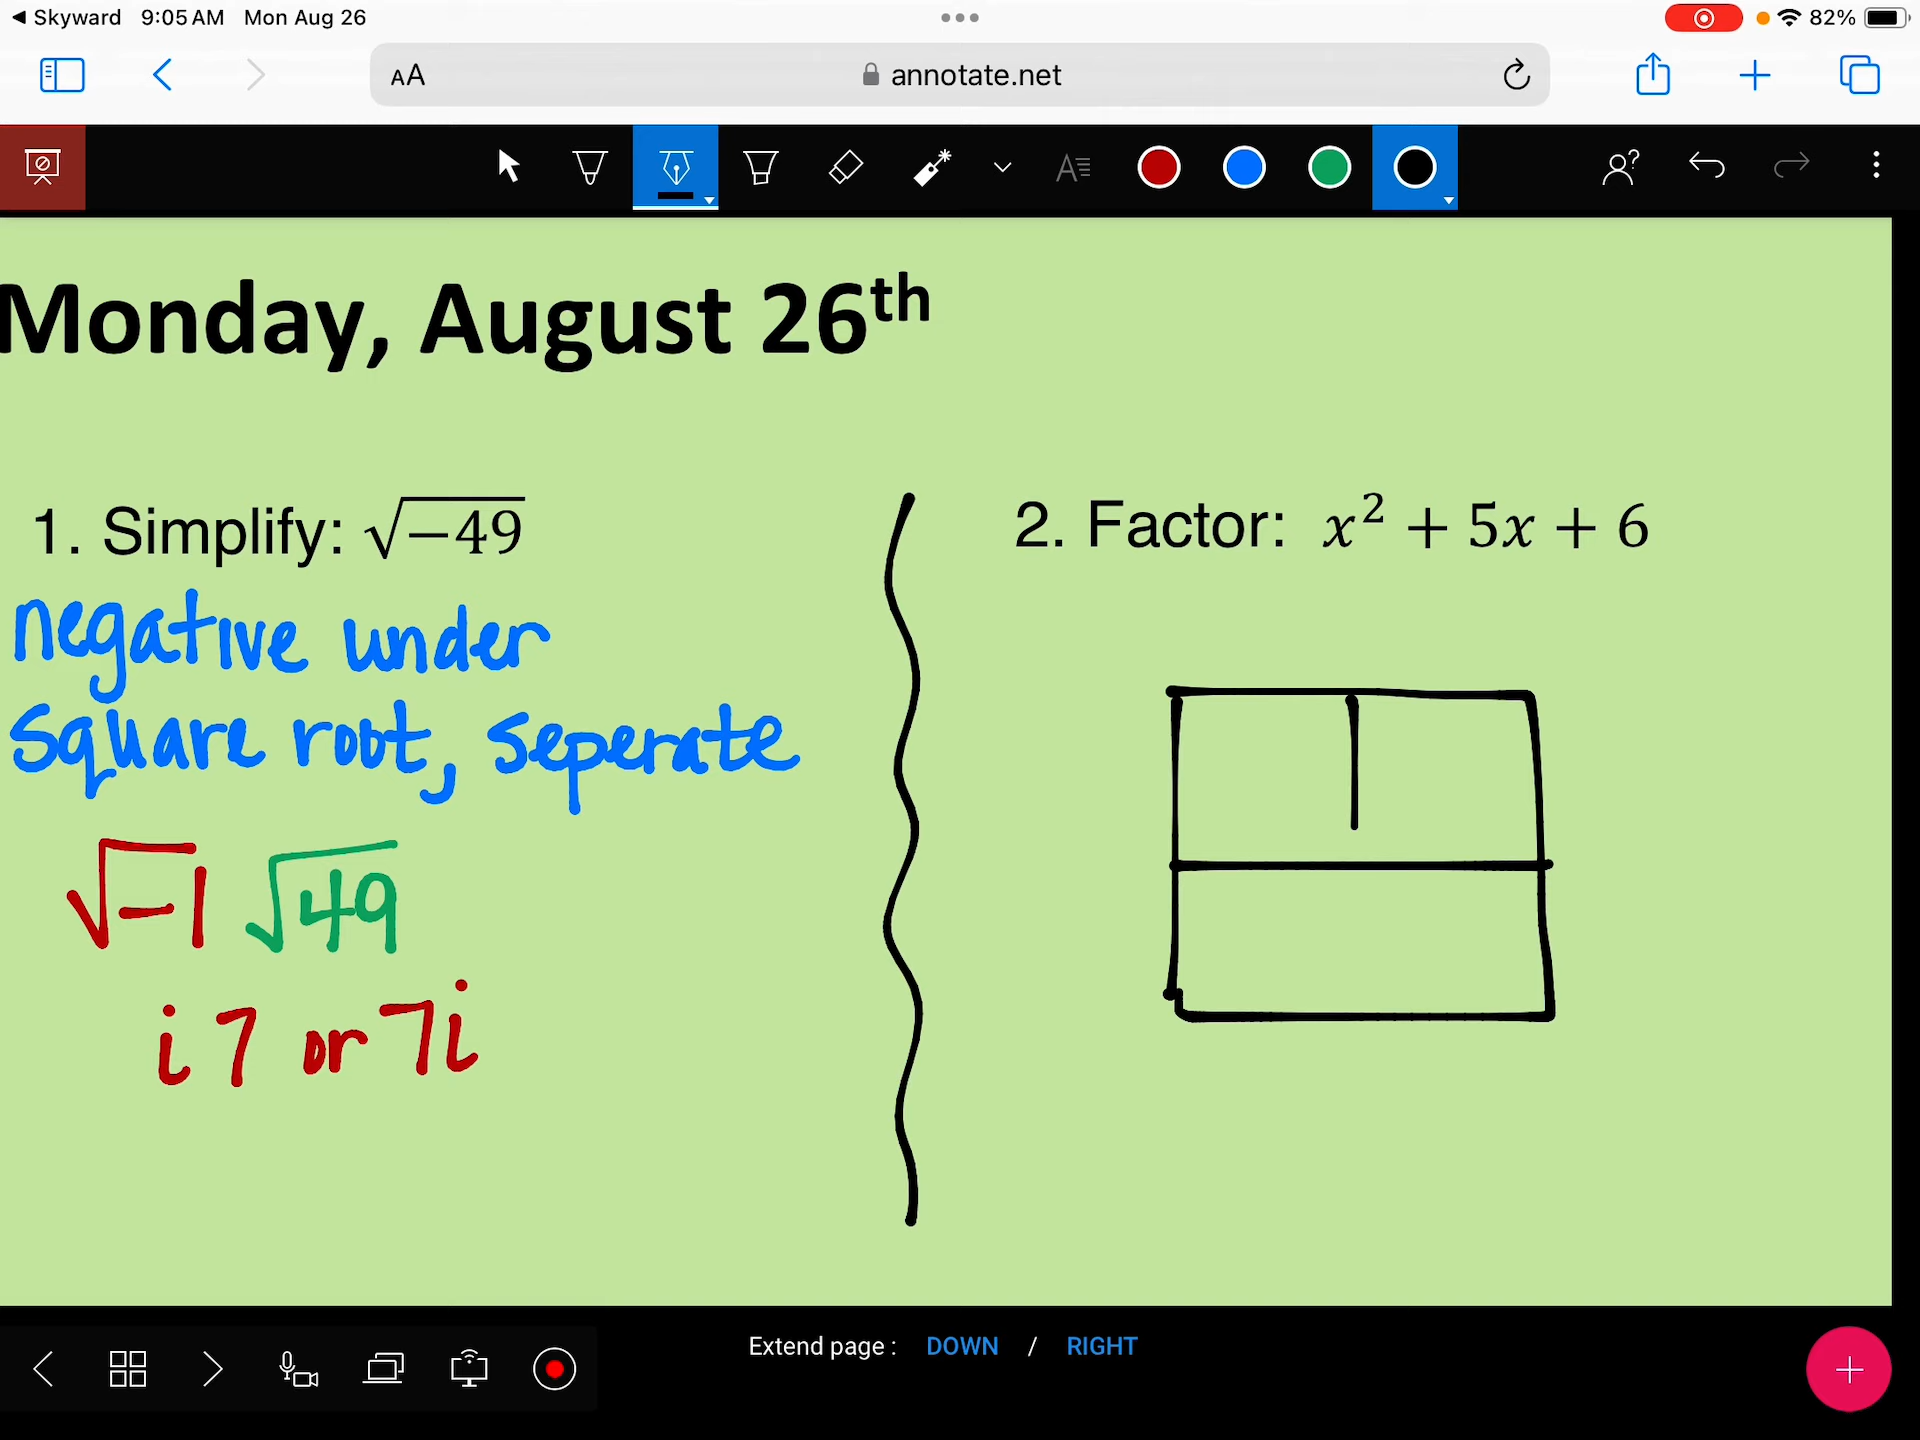 Skyward 9:05 AM Mon Aug 26
82%
AA annotate.net
Monday, August 26th
1. Simplify: √−49
negative under
square root, seperate
√−1 √49
i 7 or 7i
2. Factor: x² + 5x + 6
Extend page : DOWN / RIGHT